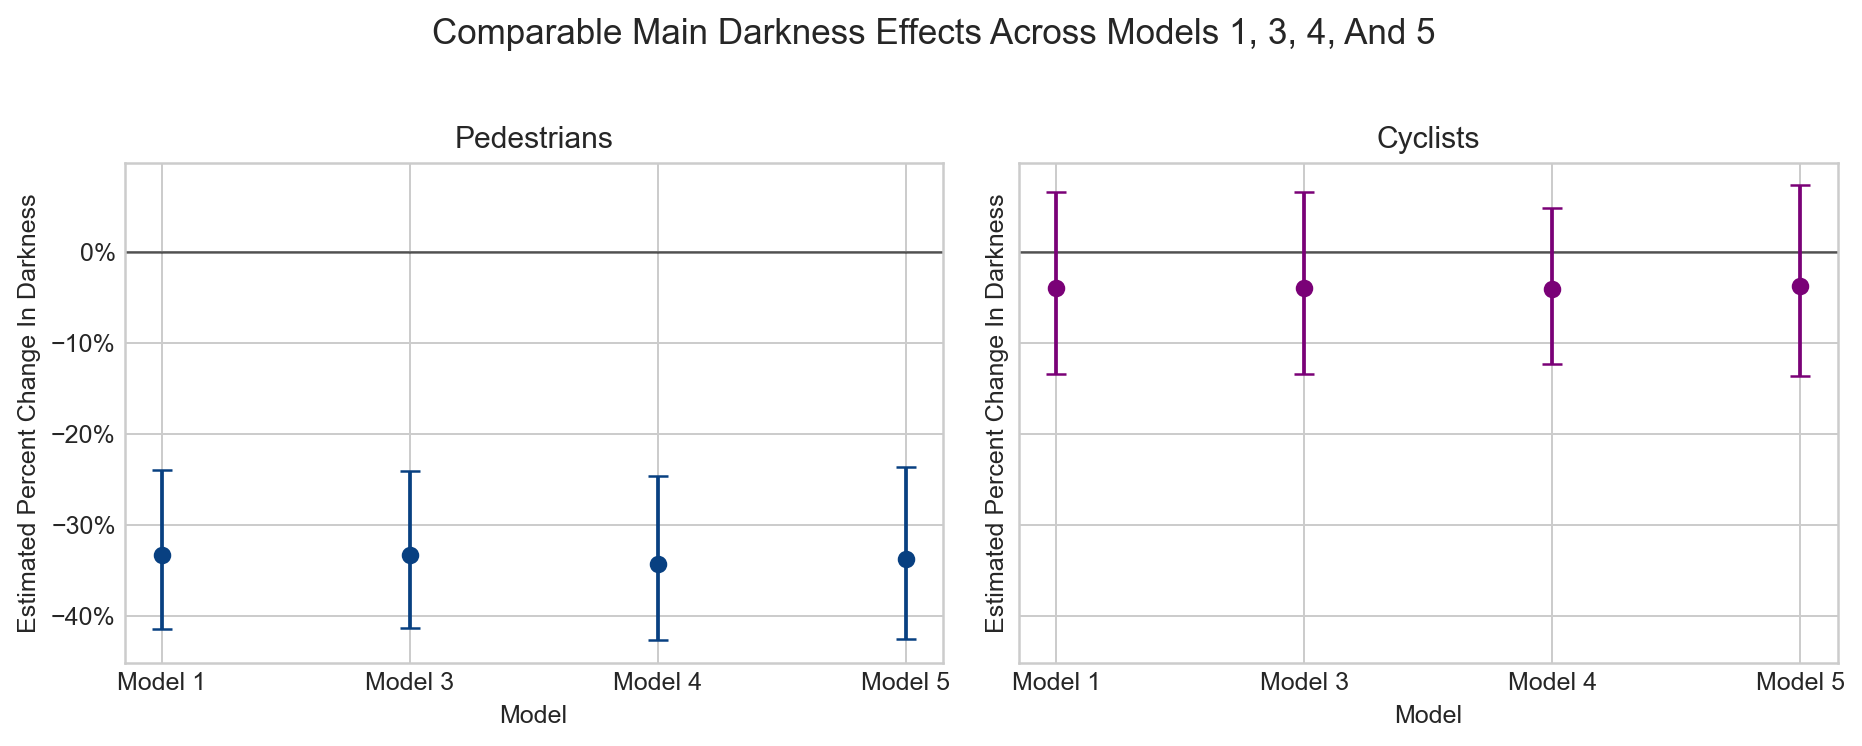 Comparable Main Darkness Effects Across Models 1, 3, 4, And 5
Pedestrians
Estimated Percent Change In Darkness
0%
−10%
−20%
−30%
−40%
Model 1
Model 3
Model 4
Model 5
Model
Cyclists
Estimated Percent Change In Darkness
Model 1
Model 3
Model 4
Model 5
Model